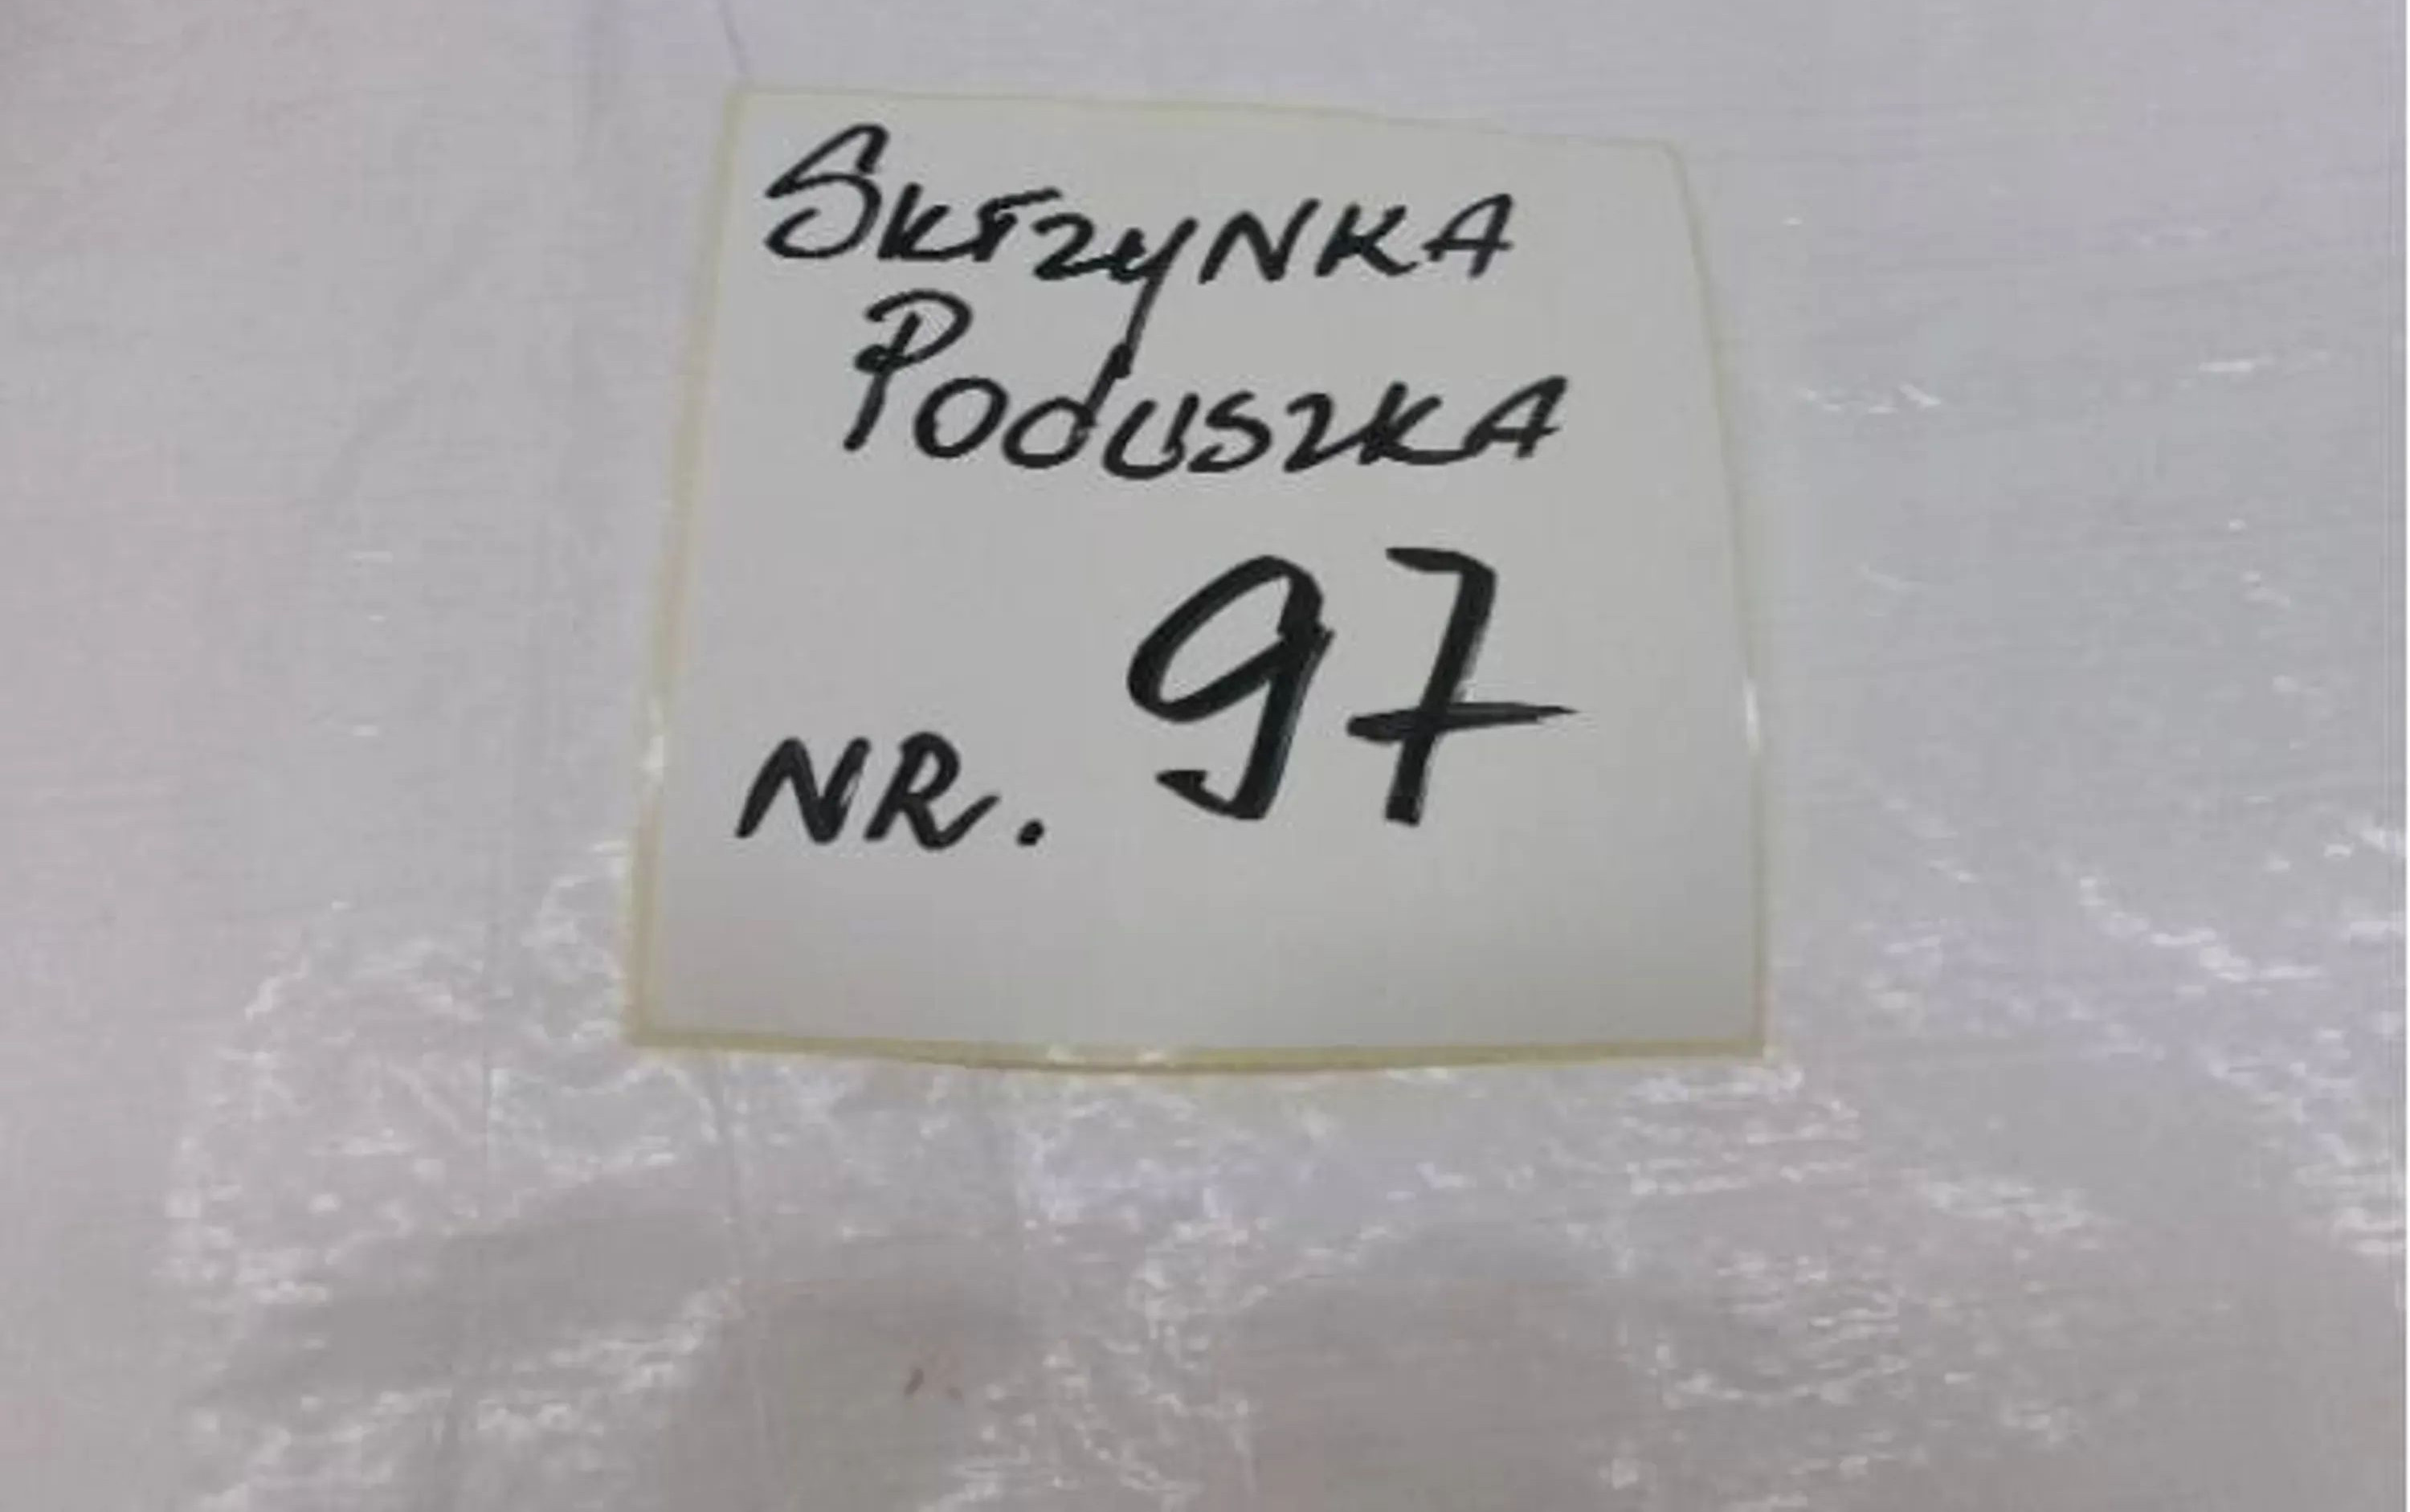 SkrzyNKA
PodUSZKA
NR. 97